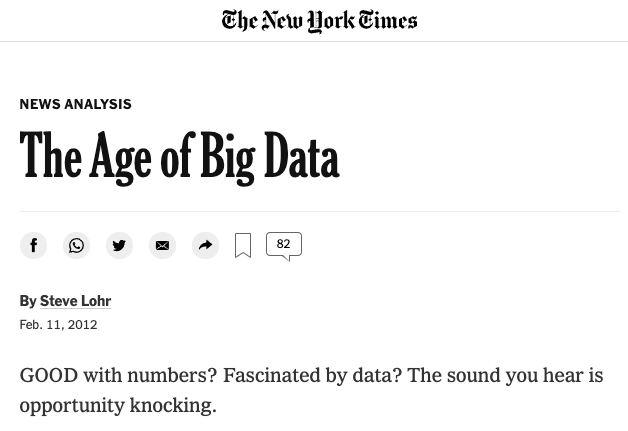 The New York Times
NEWS ANALYSIS
The Age of Big Data
82
By Steve Lohr
Feb. 11, 2012
GOOD with numbers? Fascinated by data? The sound you hear is
opportunity knocking.